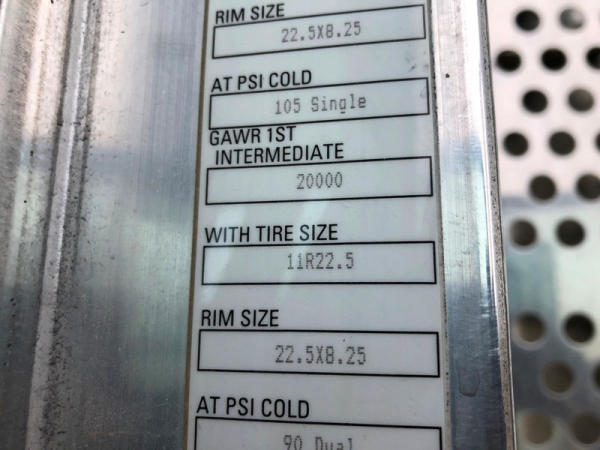 RIM SIZE
22.5X8.25
AT PSI COLD
105 Single
GAWR 1ST
INTERMEDIATE
20000
WITH TIRE SIZE
11R22.5
RIM SIZE
22.5X8.25
AT PSI COLD
90 Dual